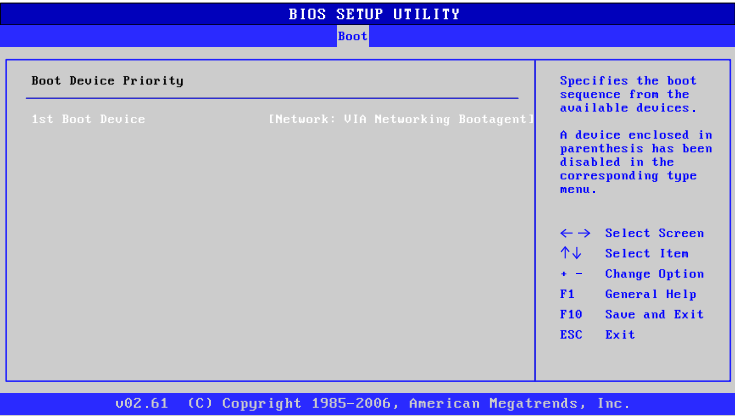 BIOS SETUP UTILITY
Boot
Boot Device Priority
1st Boot Device [Network: VIA Networking Bootagent]
Specifies the boot
sequence from the
available devices.
A device enclosed in
parenthesis has been
disabled in the
corresponding type
menu.
←→ Select Screen
↑↓ Select Item
+ - Change Option
F1 General Help
F10 Save and Exit
ESC Exit
v02.61 (C) Copyright 1985-2006, American Megatrends, Inc.